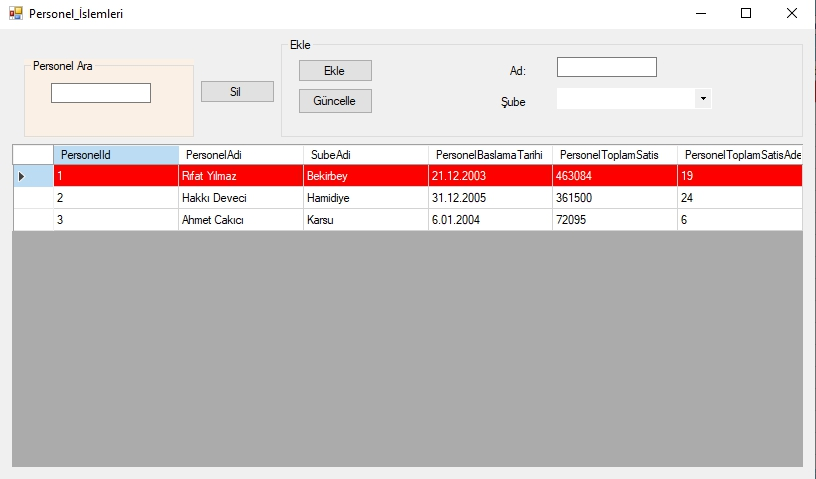 Personel_İslemleri
Personel Ara
Sil
Ekle
Ekle
Güncelle
Ad:
Şube
PersonelId PersonelAdi SubeAdi PersonelBaslamaTarihi PersonelToplamSatis PersonelToplamSatisAde
1 Rıfat Yılmaz Bekirbey 21.12.2003 463084 19
2 Hakkı Deveci Hamidiye 31.12.2005 361500 24
3 Ahmet Cakıcı Karsu 6.01.2004 72095 6